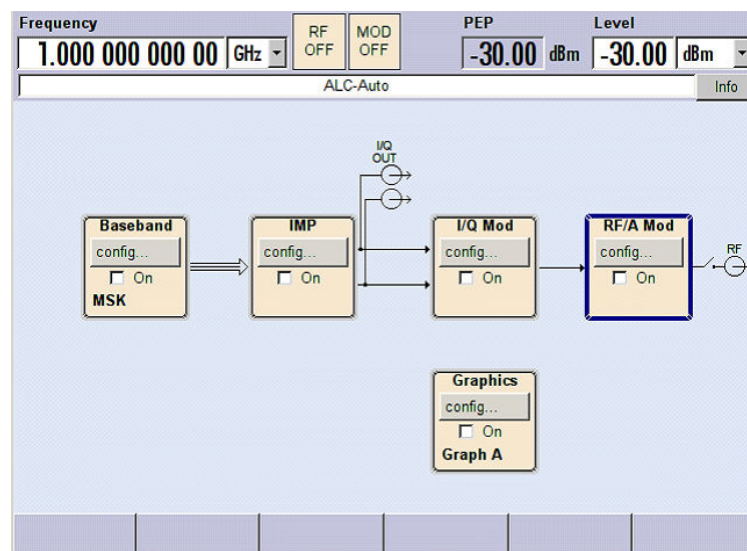 Frequency
1.000 000 000 00 GHz
RF OFF
MOD OFF
PEP
-30.00 dBm
Level
-30.00 dBm
ALC-Auto
Info
I/Q
OUT
Baseband
config...
On
MSK
IMP
config...
On
I/Q Mod
config...
On
RF/A Mod
config...
On
RF
Graphics
config...
On
Graph A